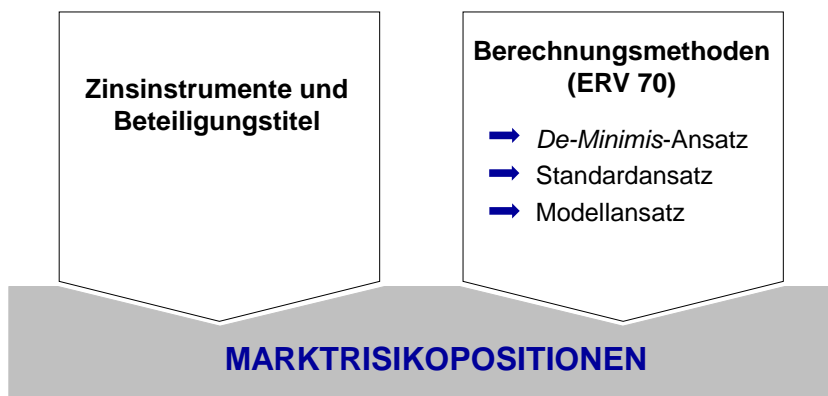 Zinsinstrumente und
Beteiligungstitel
Berechnungsmethoden
(ERV 70)
De-Minimis-Ansatz
Standardansatz
Modellansatz
MARKTRISIKOPOSITIONEN